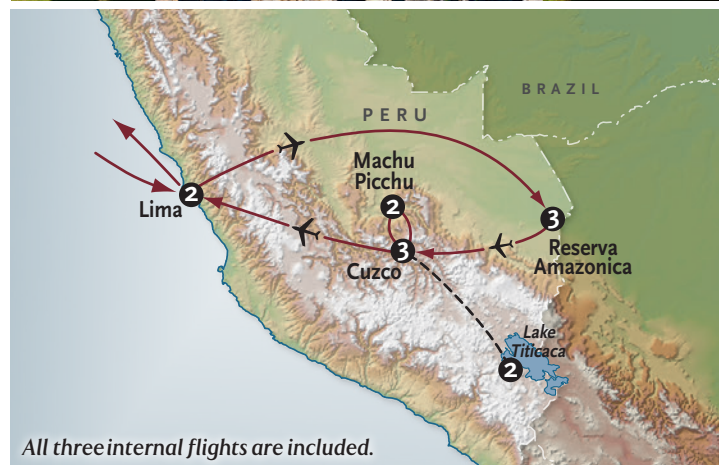 BRAZIL
PERU
Machu
Picchu
2
2
Lima
3
Reserva
Amazonica
3
Cuzco
Lake
Titicaca
2
All three internal flights are included.